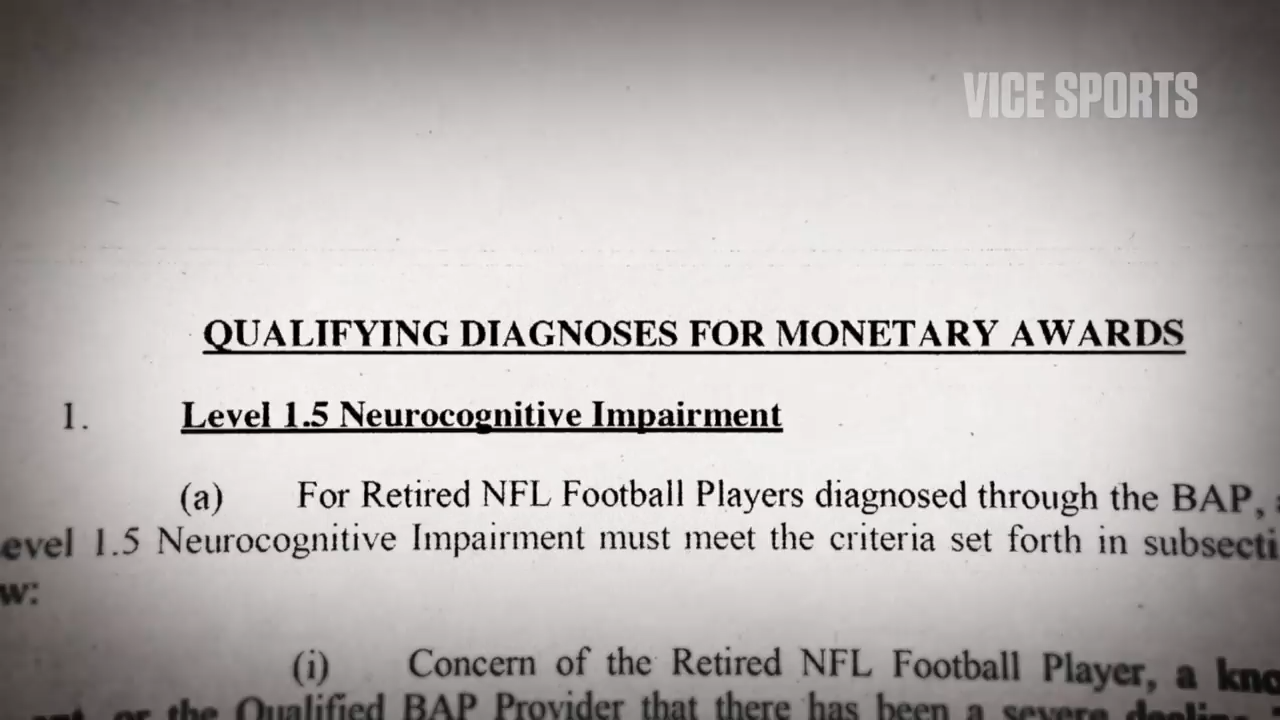 VICE SPORTS
QUALIFYING DIAGNOSES FOR MONETARY AWARDS
1. Level 1.5 Neurocognitive Impairment
(a) For Retired NFL Football Players diagnosed through the BAP,
evel 1.5 Neurocognitive Impairment must meet the criteria set forth in subsecti
w:
(i) Concern of the Retired NFL Football Player, a kno
or the Qualified BAP Provider that there has been a severe decline